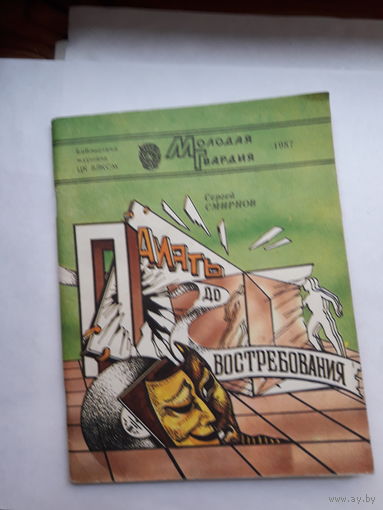 Библиотека
журнала
ЦК ВЛКСМ
МОЛОДАЯ
ГВАРДИЯ
1987
Сергей
СМИРНОВ
ПАМЯТЬ
ДО
ВОСТРЕБОВАНИЯ
www.ay.by